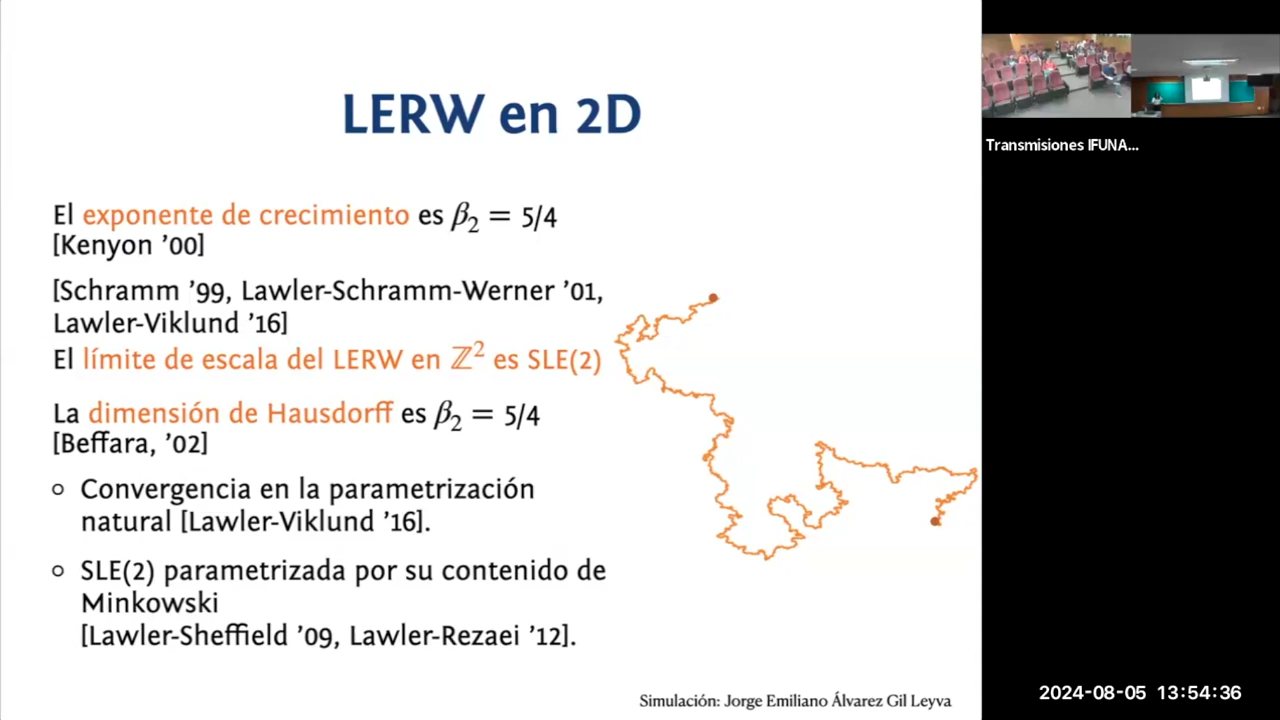 LERW en 2D
El exponente de crecimiento es β₂ = 5/4
[Kenyon ’00]
[Schramm ’99, Lawler-Schramm-Werner ’01,
Lawler-Viklund ’16]
El límite de escala del LERW en ℤ² es SLE(2)
La dimensión de Hausdorff es β₂ = 5/4
[Beffara, ’02]
○ Convergencia en la parametrización
natural [Lawler-Viklund ’16].
○ SLE(2) parametrizada por su contenido de
Minkowski
[Lawler-Sheffield ’09, Lawler-Rezaei ’12].
Simulación: Jorge Emiliano Álvarez Gil Leyva
Transmisiones IFUNA...
2024-08-05 13:54:36